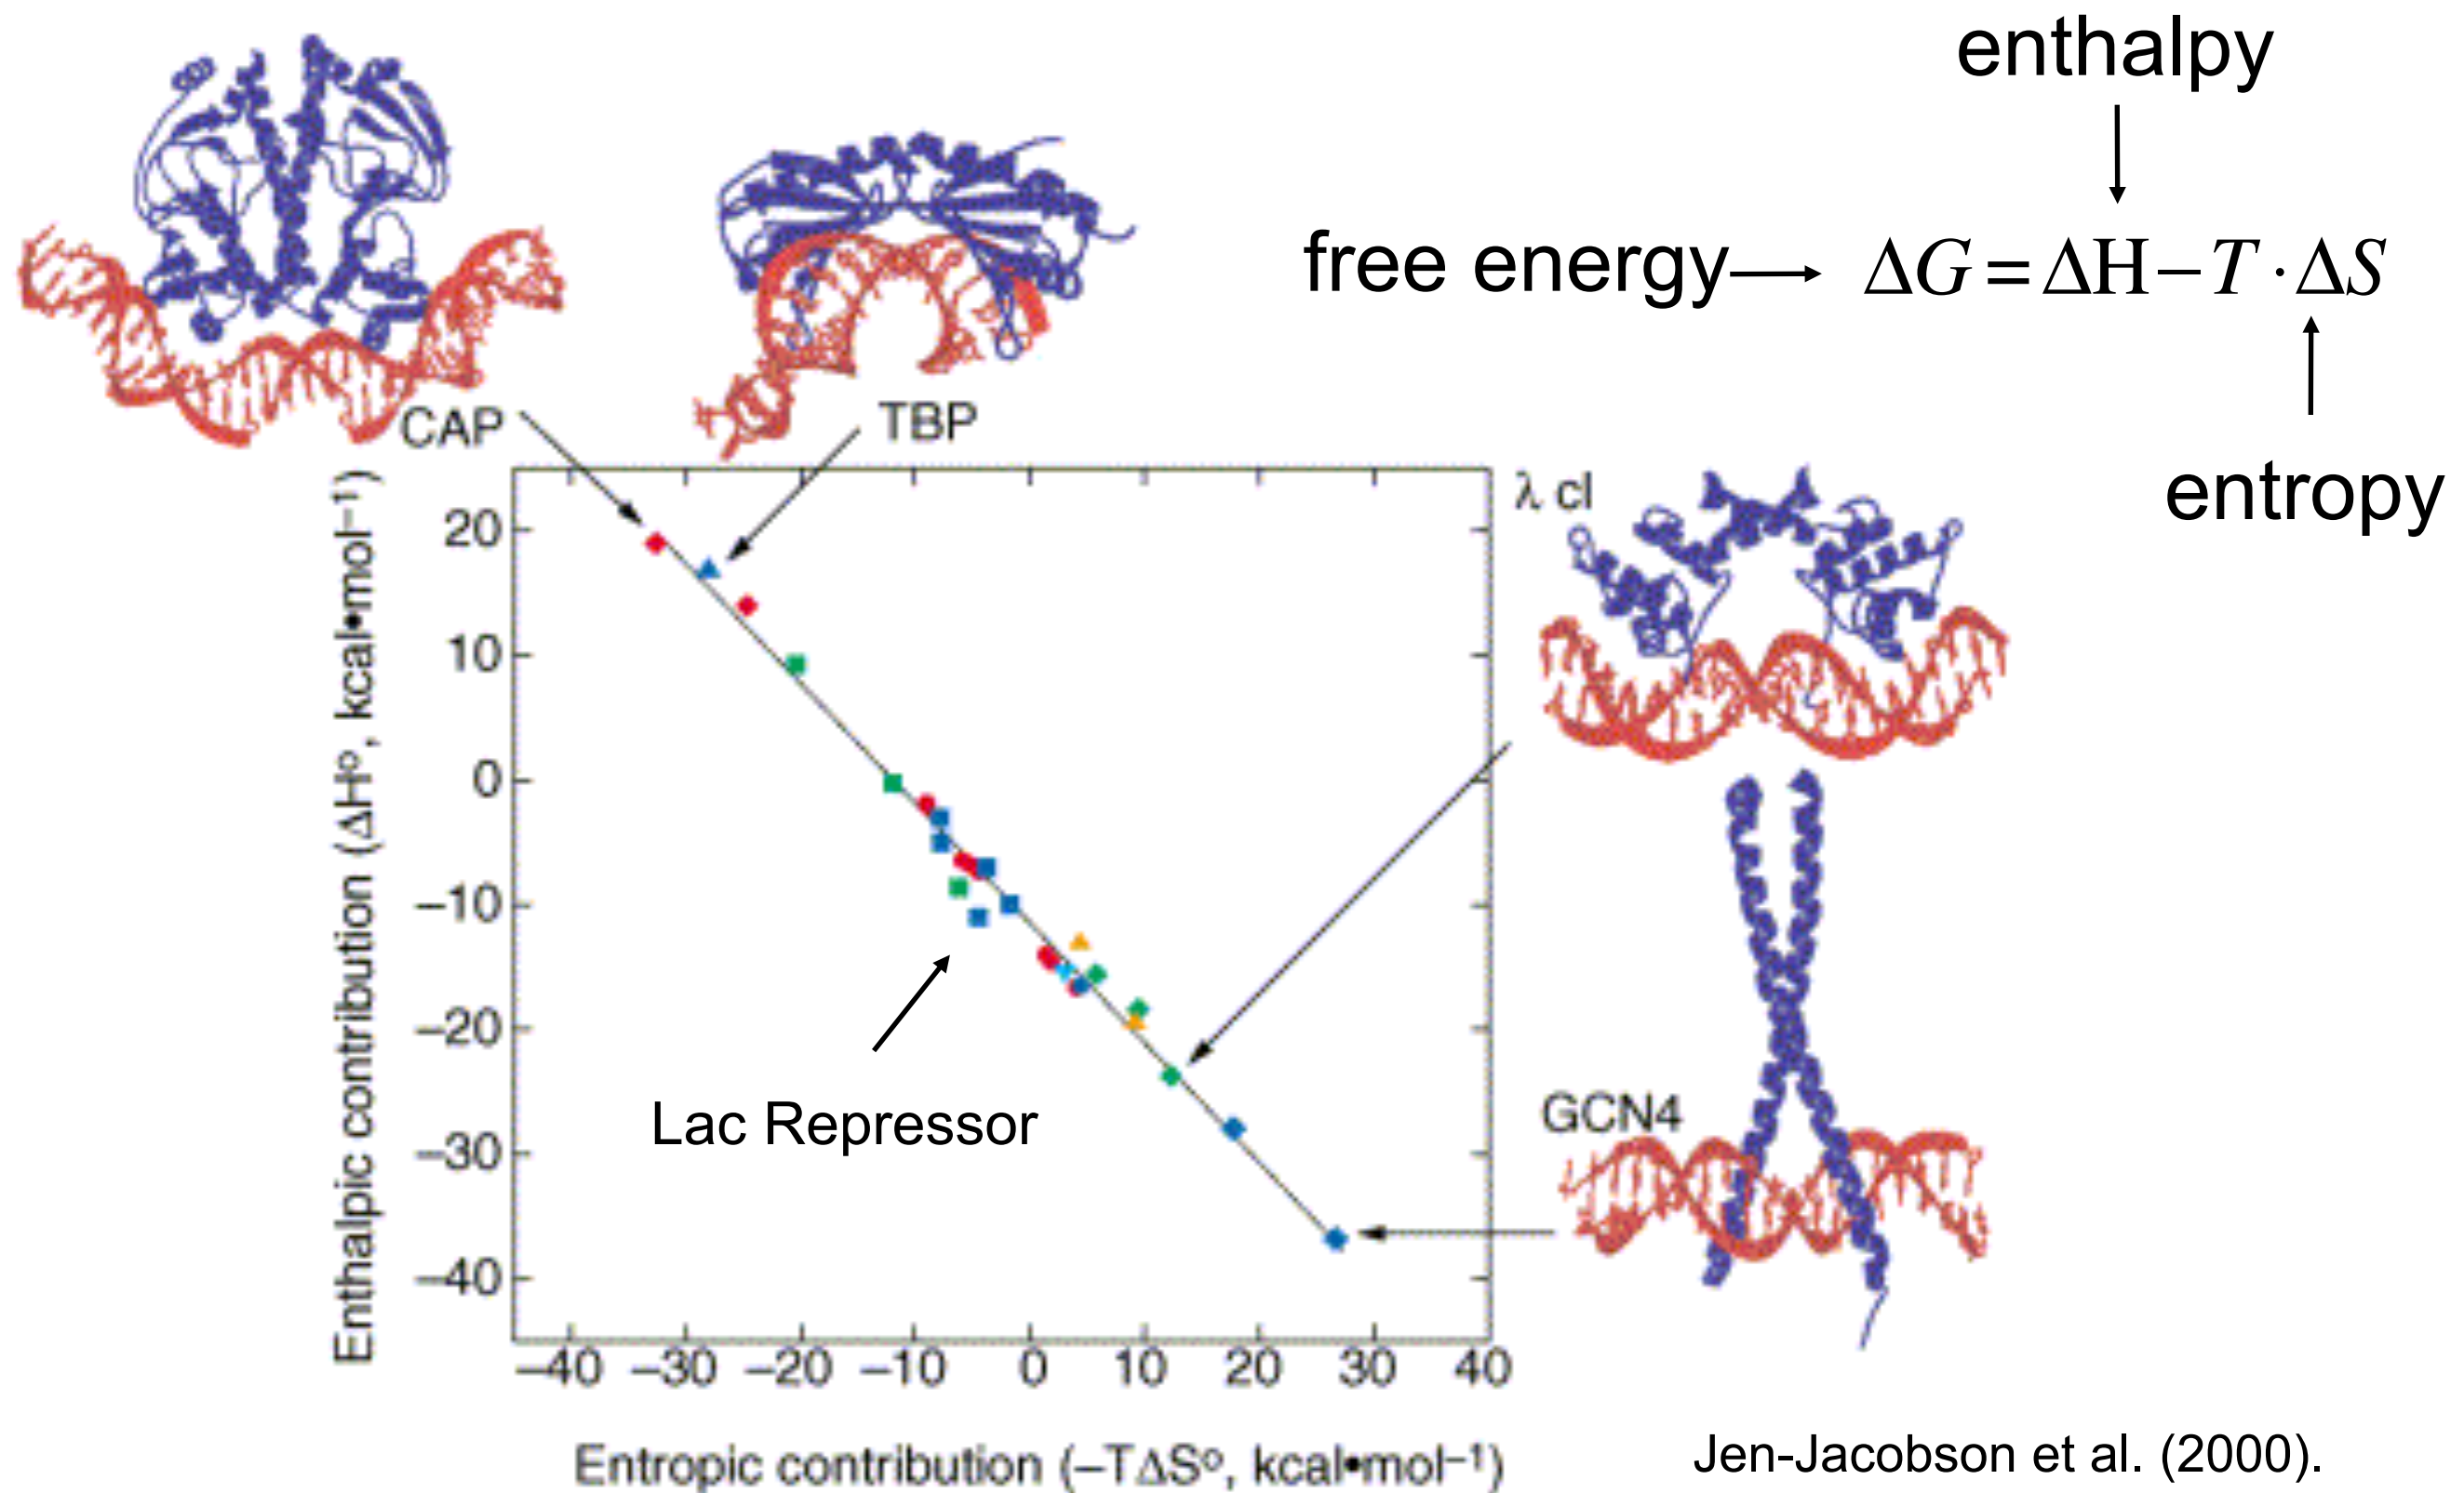 enthalpy
free energy
ΔG = ΔH – T · ΔS
entropy
CAP
TBP
λ cI
Enthalpic contribution (ΔH°, kcal•mol⁻¹)
20
10
0
–10
–20
–30
–40
Lac Repressor
GCN4
–40 –30 –20 –10 0 10 20 30 40
Entropic contribution (–TΔS°, kcal•mol⁻¹)
Jen-Jacobson et al. (2000).